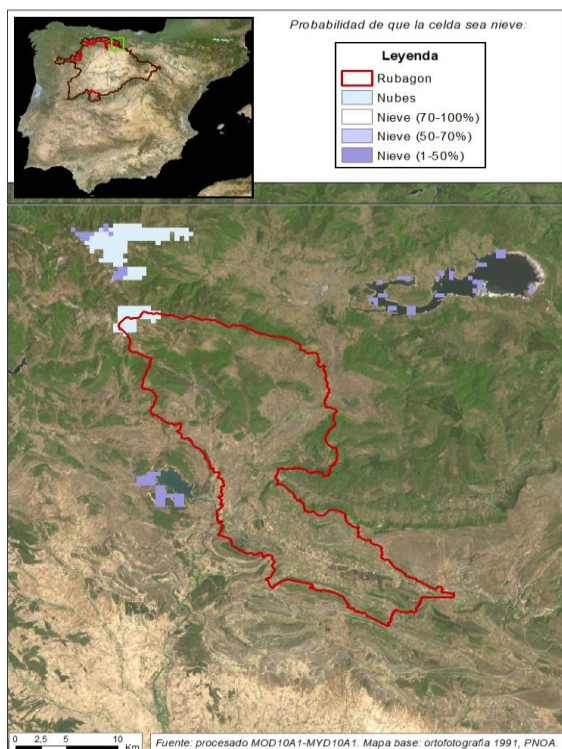 Probabilidad de que la celda sea nieve:
Leyenda
Rubagon
Nubes
Nieve (70-100%)
Nieve (50-70%)
Nieve (1-50%)
0 2,5 5 10
Km
Fuente: procesado MOD10A1-MYD10A1. Mapa base: ortofotografía 1991, PNOA.